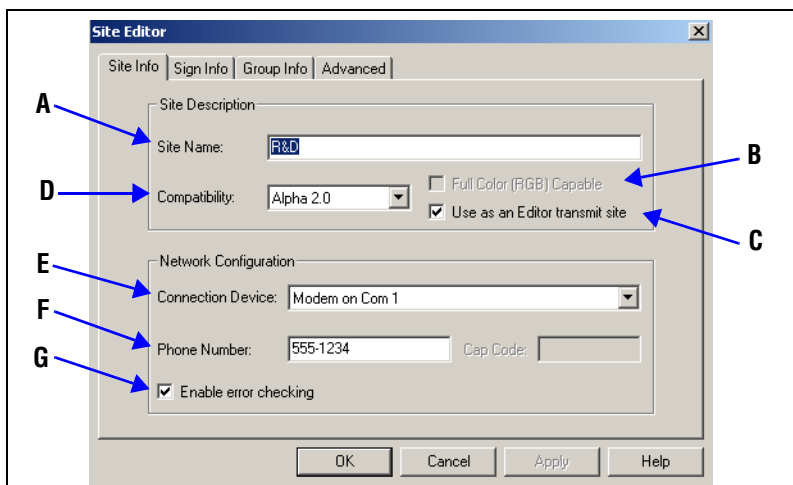 Site Editor
Site Info Sign Info Group Info Advanced
Site Description
A
Site Name: R&D
B
D
Compatibility: Alpha 2.0
Full Color (RGB) Capable
Use as an Editor transmit site
C
Network Configuration
E
Connection Device: Modem on Com 1
F
Phone Number: 555-1234 Cap Code:
G
Enable error checking
OK Cancel Apply Help